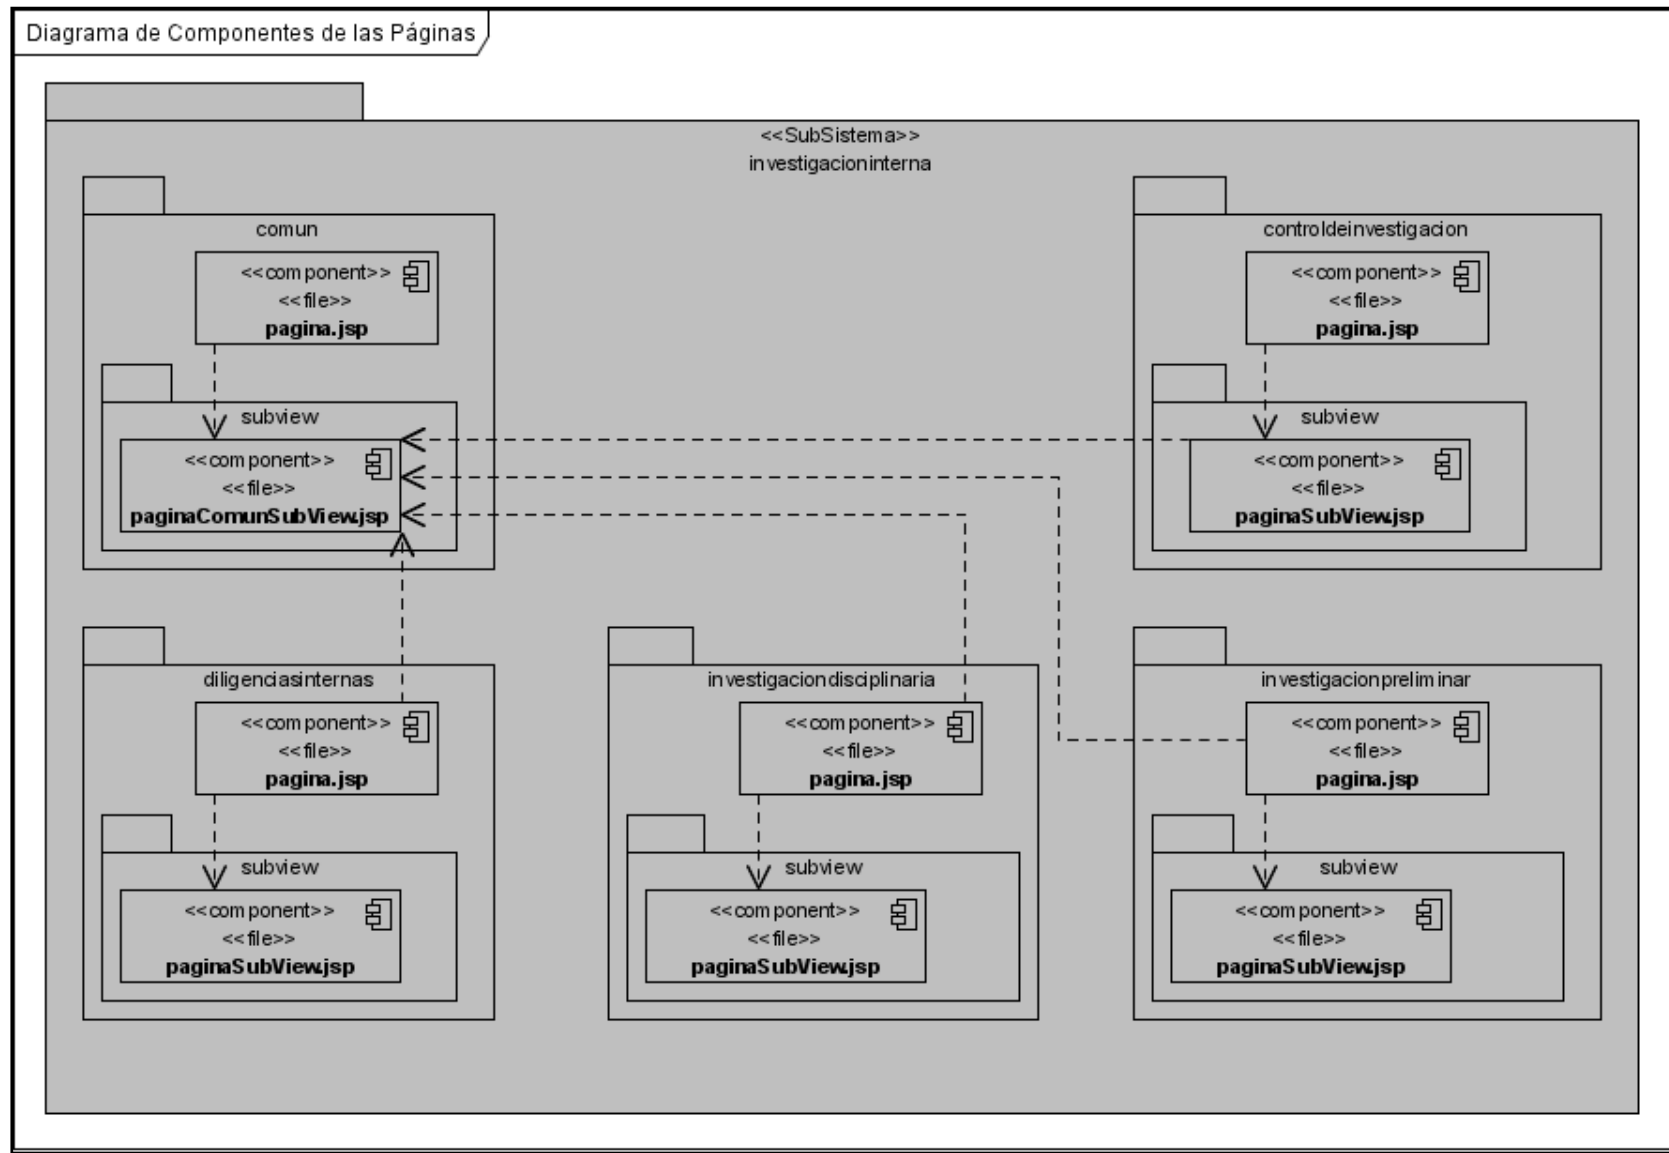 Diagrama de Componentes de las Páginas
<<SubSistema>>
investigacioninterna
comun
<<component>>
<<file>>
pagina.jsp
subview
<<component>>
<<file>>
paginaComunSubView.jsp
controldeinvestigacion
<<component>>
<<file>>
pagina.jsp
subview
<<component>>
<<file>>
paginaSubView.jsp
diligenciasinternas
<<component>>
<<file>>
pagina.jsp
subview
<<component>>
<<file>>
paginaSubView.jsp
investigaciondisciplinaria
<<component>>
<<file>>
pagina.jsp
subview
<<component>>
<<file>>
paginaSubView.jsp
investigacionpreliminar
<<component>>
<<file>>
pagina.jsp
subview
<<component>>
<<file>>
paginaSubView.jsp